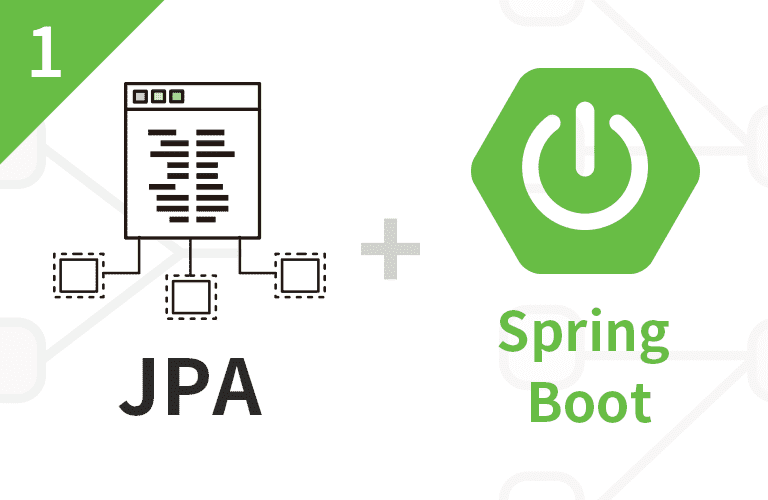 1
JPA
+
Spring
Boot